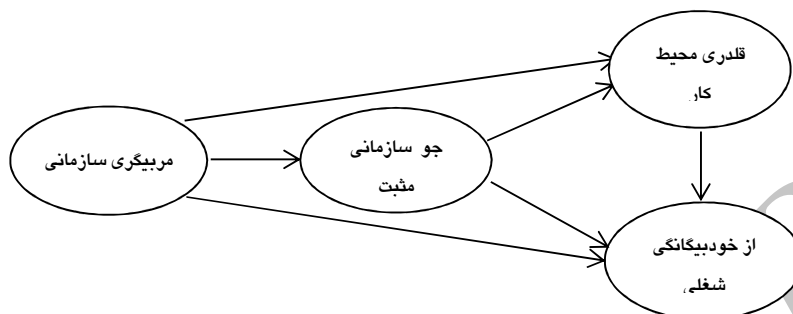 قلدری محیط
کار
مربیگری سازمانی
جو سازمانی
مثبت
از خودبیگانگی
شغلی